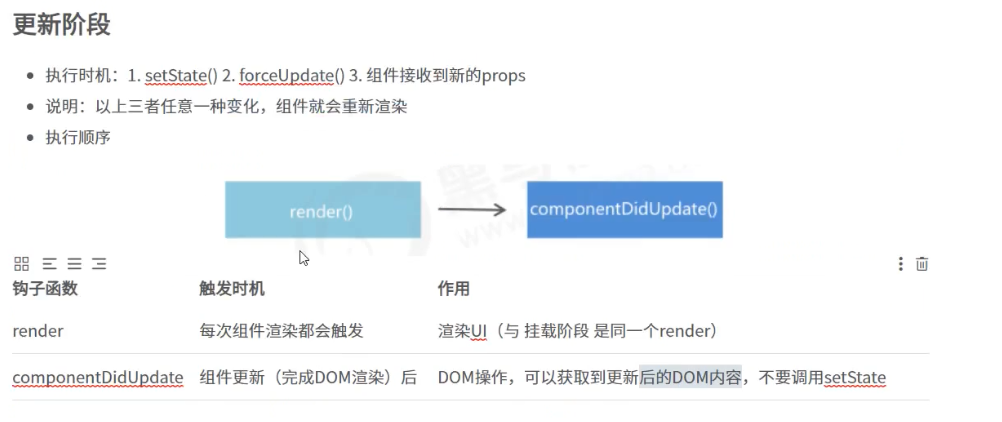 更新阶段
执行时机：1. setState() 2. forceUpdate() 3. 组件接收到新的props
说明：以上三者任意一种变化，组件就会重新渲染
执行顺序
render()
componentDidUpdate()
钩子函数 触发时机 作用
render 每次组件渲染都会触发 渲染UI（与 挂载阶段 是同一个render）
componentDidUpdate 组件更新（完成DOM渲染）后 DOM操作，可以获取到更新后的DOM内容，不要调用setState